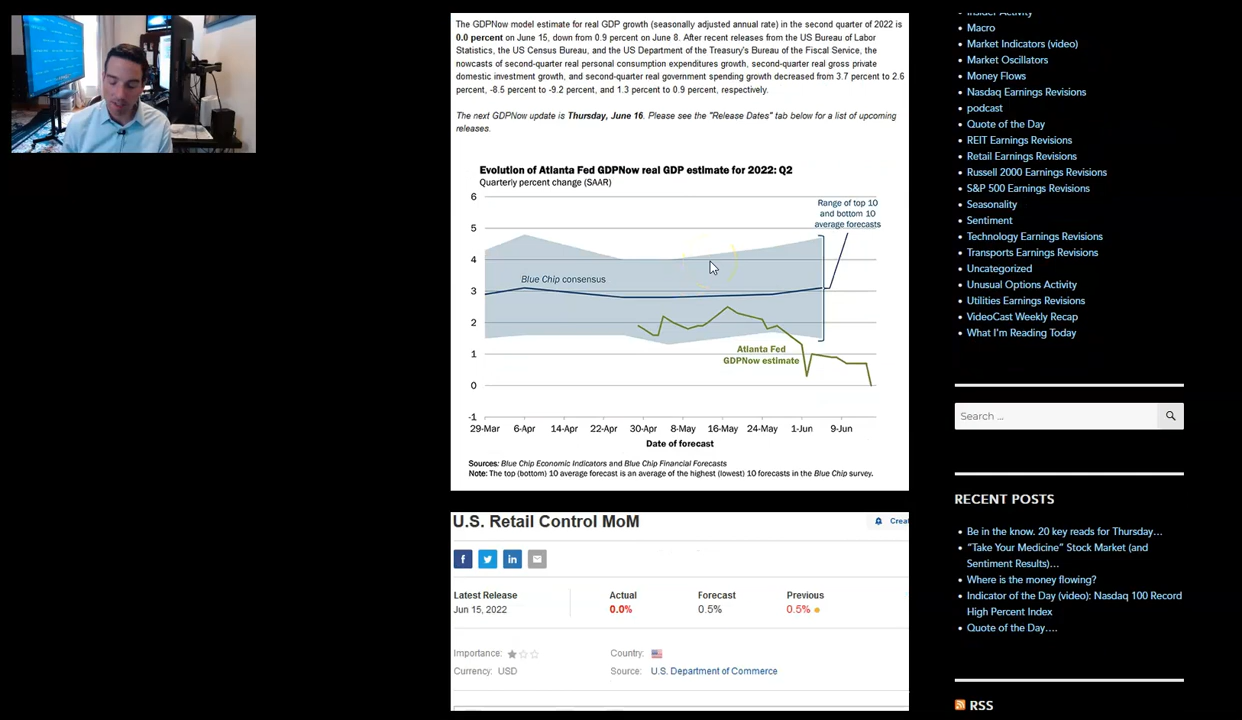 The GDPNow model estimate for real GDP growth (seasonally adjusted annual rate) in the second quarter of 2022 is
0.0 percent on June 15, down from 0.9 percent on June 8. After recent releases from the US Bureau of Labor
Statistics, the US Census Bureau, and the US Department of the Treasury's Bureau of the Fiscal Service, the
nowcasts of second-quarter real personal consumption expenditures growth, second-quarter real gross private
domestic investment growth, and second-quarter real government spending growth decreased from 3.7 percent to 2.6
percent, -8.5 percent to -9.2 percent, and 1.3 percent to 0.9 percent, respectively.
The next GDPNow update is Thursday, June 16. Please see the "Release Dates" tab below for a list of upcoming
releases.
Evolution of Atlanta Fed GDPNow real GDP estimate for 2022: Q2
Quarterly percent change (SAAR)
6
5
4
3
2
1
0
-1
Range of top 10
and bottom 10
average forecasts
Blue Chip consensus
Atlanta Fed
GDPNow estimate
29-Mar 6-Apr 14-Apr 22-Apr 30-Apr 8-May 16-May 24-May 1-Jun 9-Jun
Date of forecast
Sources: Blue Chip Economic Indicators and Blue Chip Financial Forecasts
Note: The top (bottom) 10 average forecast is an average of the highest (lowest) 10 forecasts in the Blue Chip survey.
U.S. Retail Control MoM
Creat
Latest Release Actual Forecast Previous
Jun 15, 2022 0.0% 0.5% 0.5%
Importance: Country:
Currency: USD Source: U.S. Department of Commerce
Insider Activity
Macro
Market Indicators (video)
Market Oscillators
Money Flows
Nasdaq Earnings Revisions
podcast
Quote of the Day
REIT Earnings Revisions
Retail Earnings Revisions
Russell 2000 Earnings Revisions
S&P 500 Earnings Revisions
Seasonality
Sentiment
Technology Earnings Revisions
Transports Earnings Revisions
Uncategorized
Unusual Options Activity
Utilities Earnings Revisions
VideoCast Weekly Recap
What I'm Reading Today
Search ...
RECENT POSTS
Be in the know. 20 key reads for Thursday…
“Take Your Medicine” Stock Market (and
Sentiment Results)…
Where is the money flowing?
Indicator of the Day (video): Nasdaq 100 Record
High Percent Index
Quote of the Day….
RSS